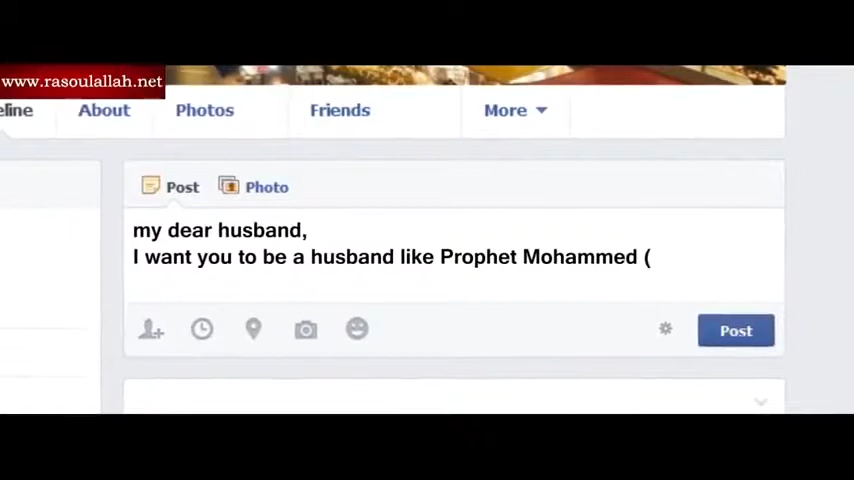 www.rasoulallah.net
eline About Photos Friends More
Post Photo
my dear husband,
I want you to be a husband like Prophet Mohammed (
Post